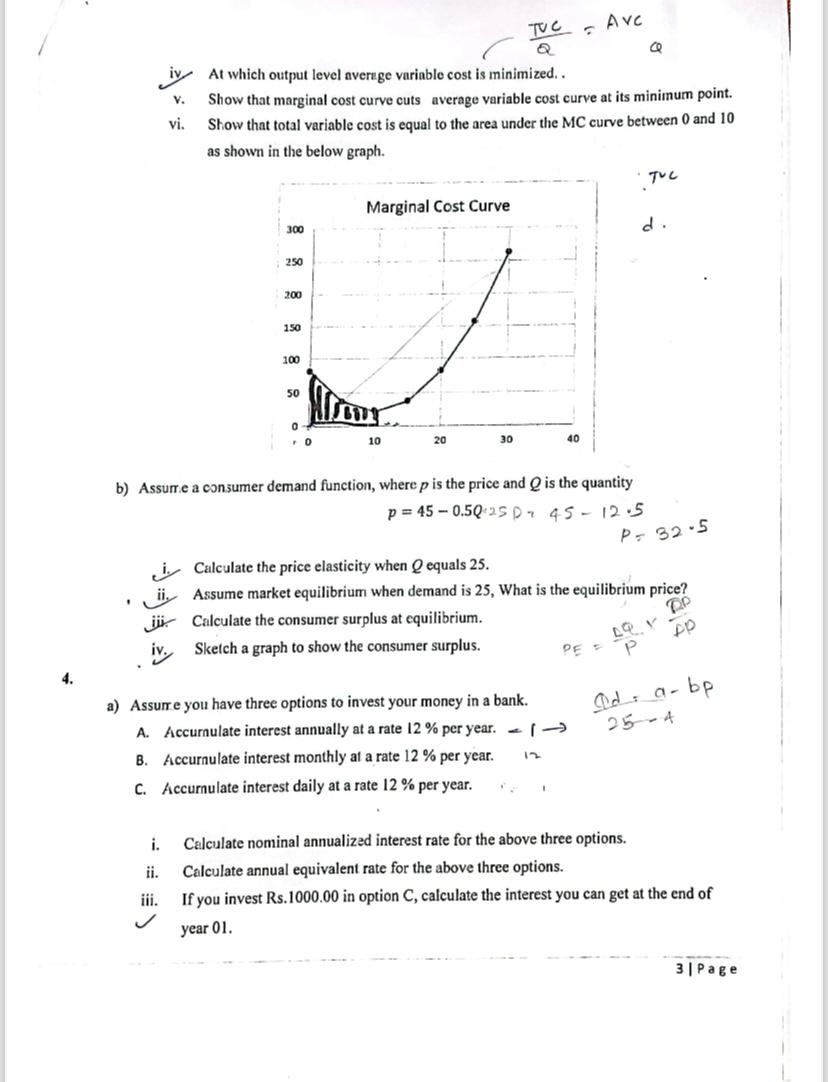 TVC = AVC
Q
Q
iv. At which output level average variable cost is minimized. .
v. Show that marginal cost curve cuts average variable cost curve at its minimum point.
vi. Show that total variable cost is equal to the area under the MC curve between 0 and 10
as shown in the below graph.
TVC
d .
Marginal Cost Curve
300
250
200
150
100
50
0
0 10 20 30 40
b) Assume a consumer demand function, where p is the price and Q is the quantity
p = 45 – 0.5Q 25 P = 45 - 12.5
P = 32.5
i. Calculate the price elasticity when Q equals 25.
ii. Assume market equilibrium when demand is 25, What is the equilibrium price?
iii. Calculate the consumer surplus at equilibrium.
iv. Sketch a graph to show the consumer surplus.
PE =
4.
a) Assume you have three options to invest your money in a bank.
Qd = a - bp
25 - 4
A. Accumulate interest annually at a rate 12 % per year. - 1 →
B. Accumulate interest monthly at a rate 12 % per year. 12
C. Accumulate interest daily at a rate 12 % per year.
i. Calculate nominal annualized interest rate for the above three options.
ii. Calculate annual equivalent rate for the above three options.
iii. If you invest Rs.1000.00 in option C, calculate the interest you can get at the end of
year 01.
3 | Page